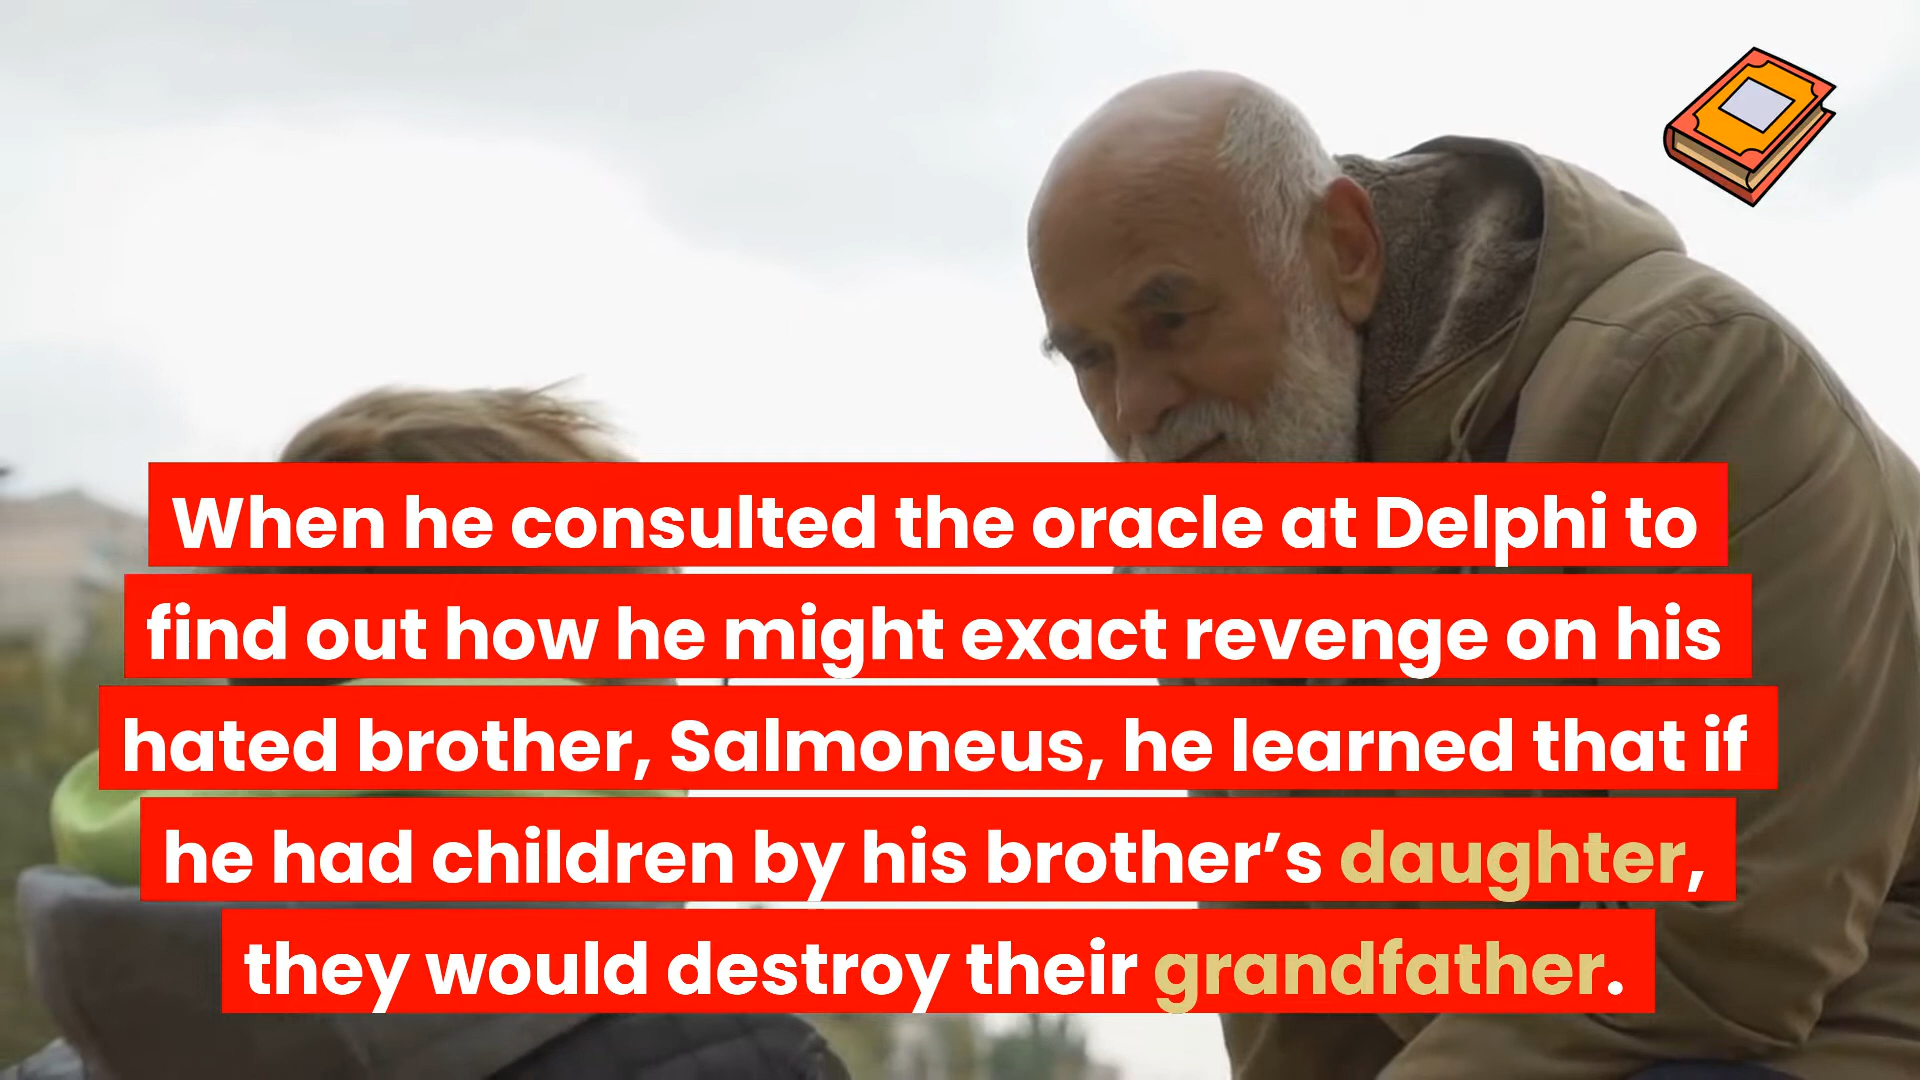 When he consulted the oracle at Delphi to
find out how he might exact revenge on his
hated brother, Salmoneus, he learned that if
he had children by his brother’s daughter,
they would destroy their grandfather.